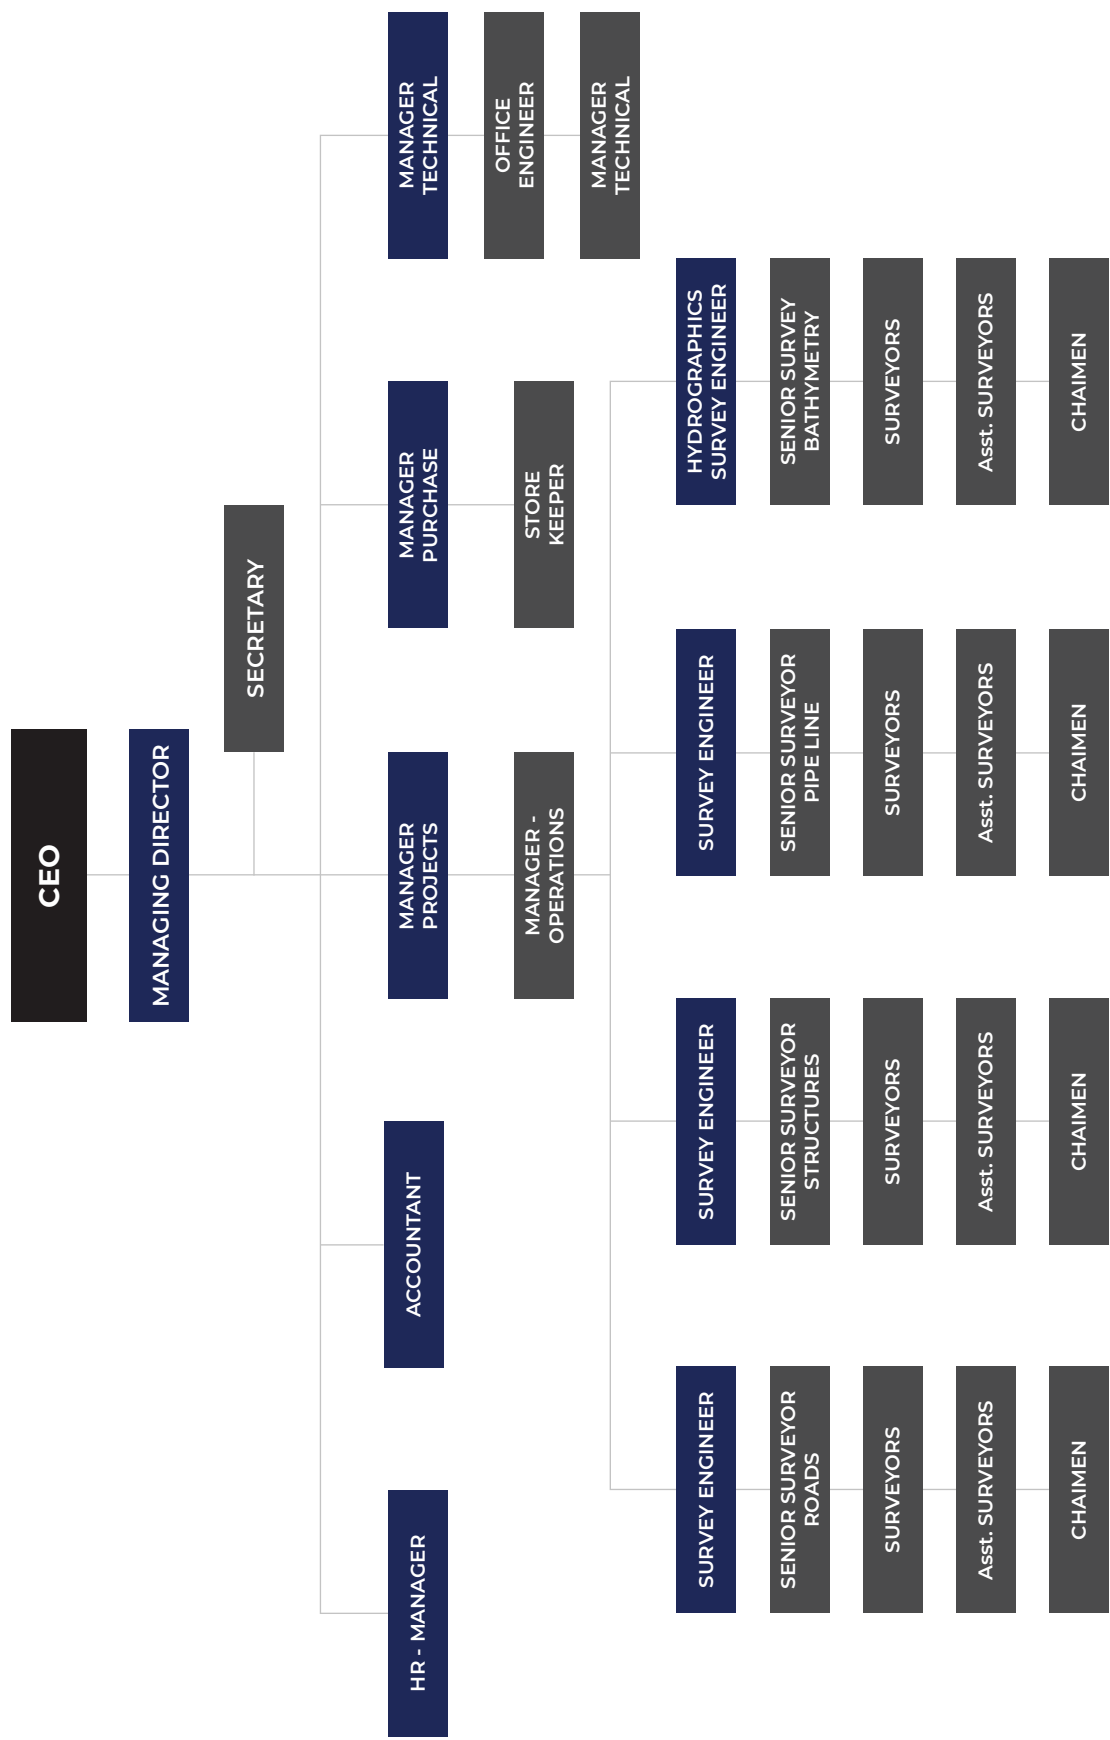 CEO
MANAGING DIRECTOR
SECRETARY
HR - MANAGER
ACCOUNTANT
MANAGER
PROJECTS
MANAGER
PURCHASE
MANAGER
TECHNICAL
MANAGER -
OPERATIONS
STORE
KEEPER
OFFICE
ENGINEER
MANAGER
TECHNICAL
SURVEY ENGINEER
SURVEY ENGINEER
SURVEY ENGINEER
HYDROGRAPHICS
SURVEY ENGINEER
SENIOR SURVEYOR
ROADS
SENIOR SURVEYOR
STRUCTURES
SENIOR SURVEYOR
PIPE LINE
SENIOR SURVEY
BATHYMETRY
SURVEYORS
SURVEYORS
SURVEYORS
SURVEYORS
Asst. SURVEYORS
Asst. SURVEYORS
Asst. SURVEYORS
Asst. SURVEYORS
CHAIMEN
CHAIMEN
CHAIMEN
CHAIMEN